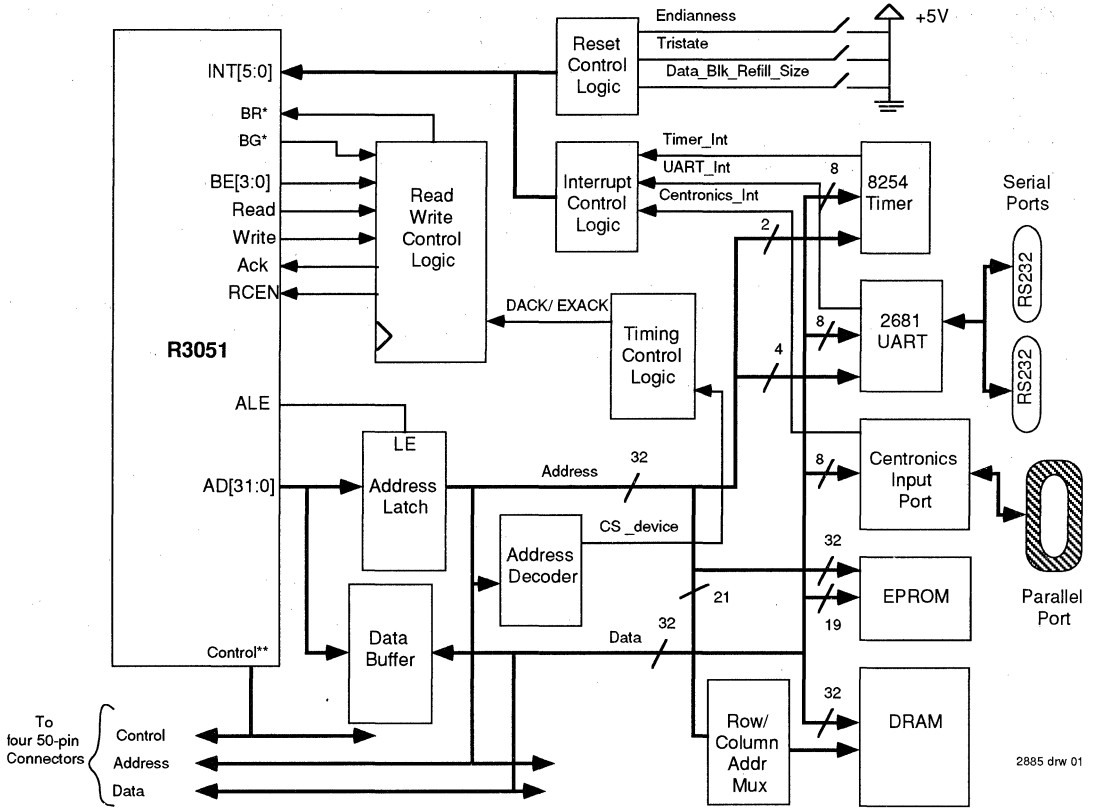 Endianness
+5V
Reset
Control
Logic
Tristate
Data_Blk_Refill_Size
INT[5:0]
BR*
BG*
BE[3:0]
Read
Write
Ack
RCEN
R3051
ALE
AD[31:0]
Control**
Read
Write
Control
Logic
Interrupt
Control
Logic
Timer_Int
UART_Int
Centronics_Int
8
8254
Timer
2
Serial
Ports
RS232
RS232
DACK/ EXACK
Timing
Control
Logic
8
2681
UART
4
LE
Address
Latch
Address
32
8
Centronics
Input
Port
CS_device
Address
Decoder
32
EPROM
19
21
Parallel
Port
Data
Buffer
Data
32
32
DRAM
Row/
Column
Addr
Mux
To
four 50-pin
Connectors
Control
Address
Data
2885 drw 01